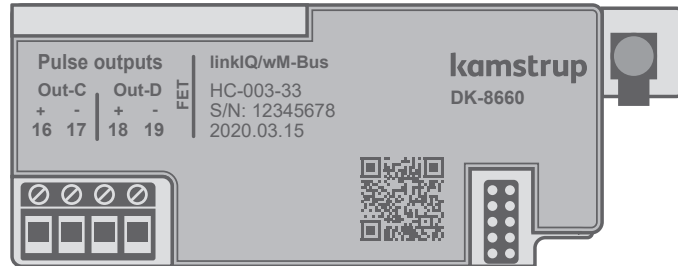 Pulse outputs
Out-C Out-D
+ - + -
16 17 18 19
FET
linkIQ/wM-Bus
HC-003-33
S/N: 12345678
2020.03.15
kamstrup
DK-8660